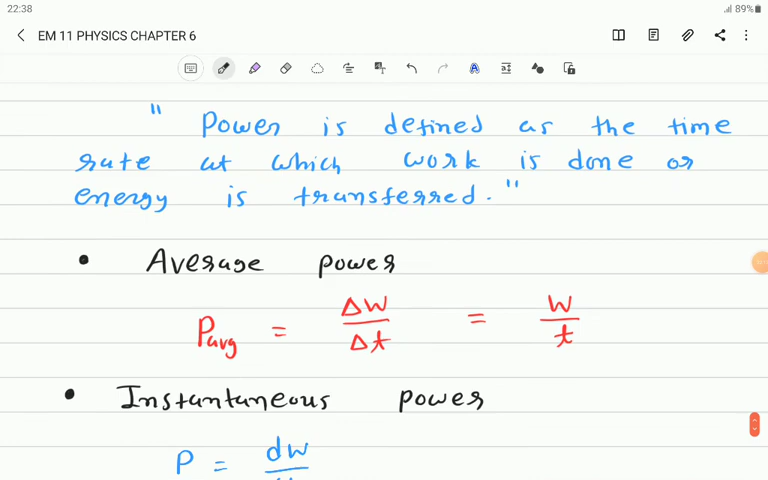 22:38
89%
EM 11 PHYSICS CHAPTER 6
" Power is defined as the time
rate at which work is done or
energy is transferred. "
• Average power
Pavg = ΔW/Δt = W/t
• Instantaneous power
P = dW